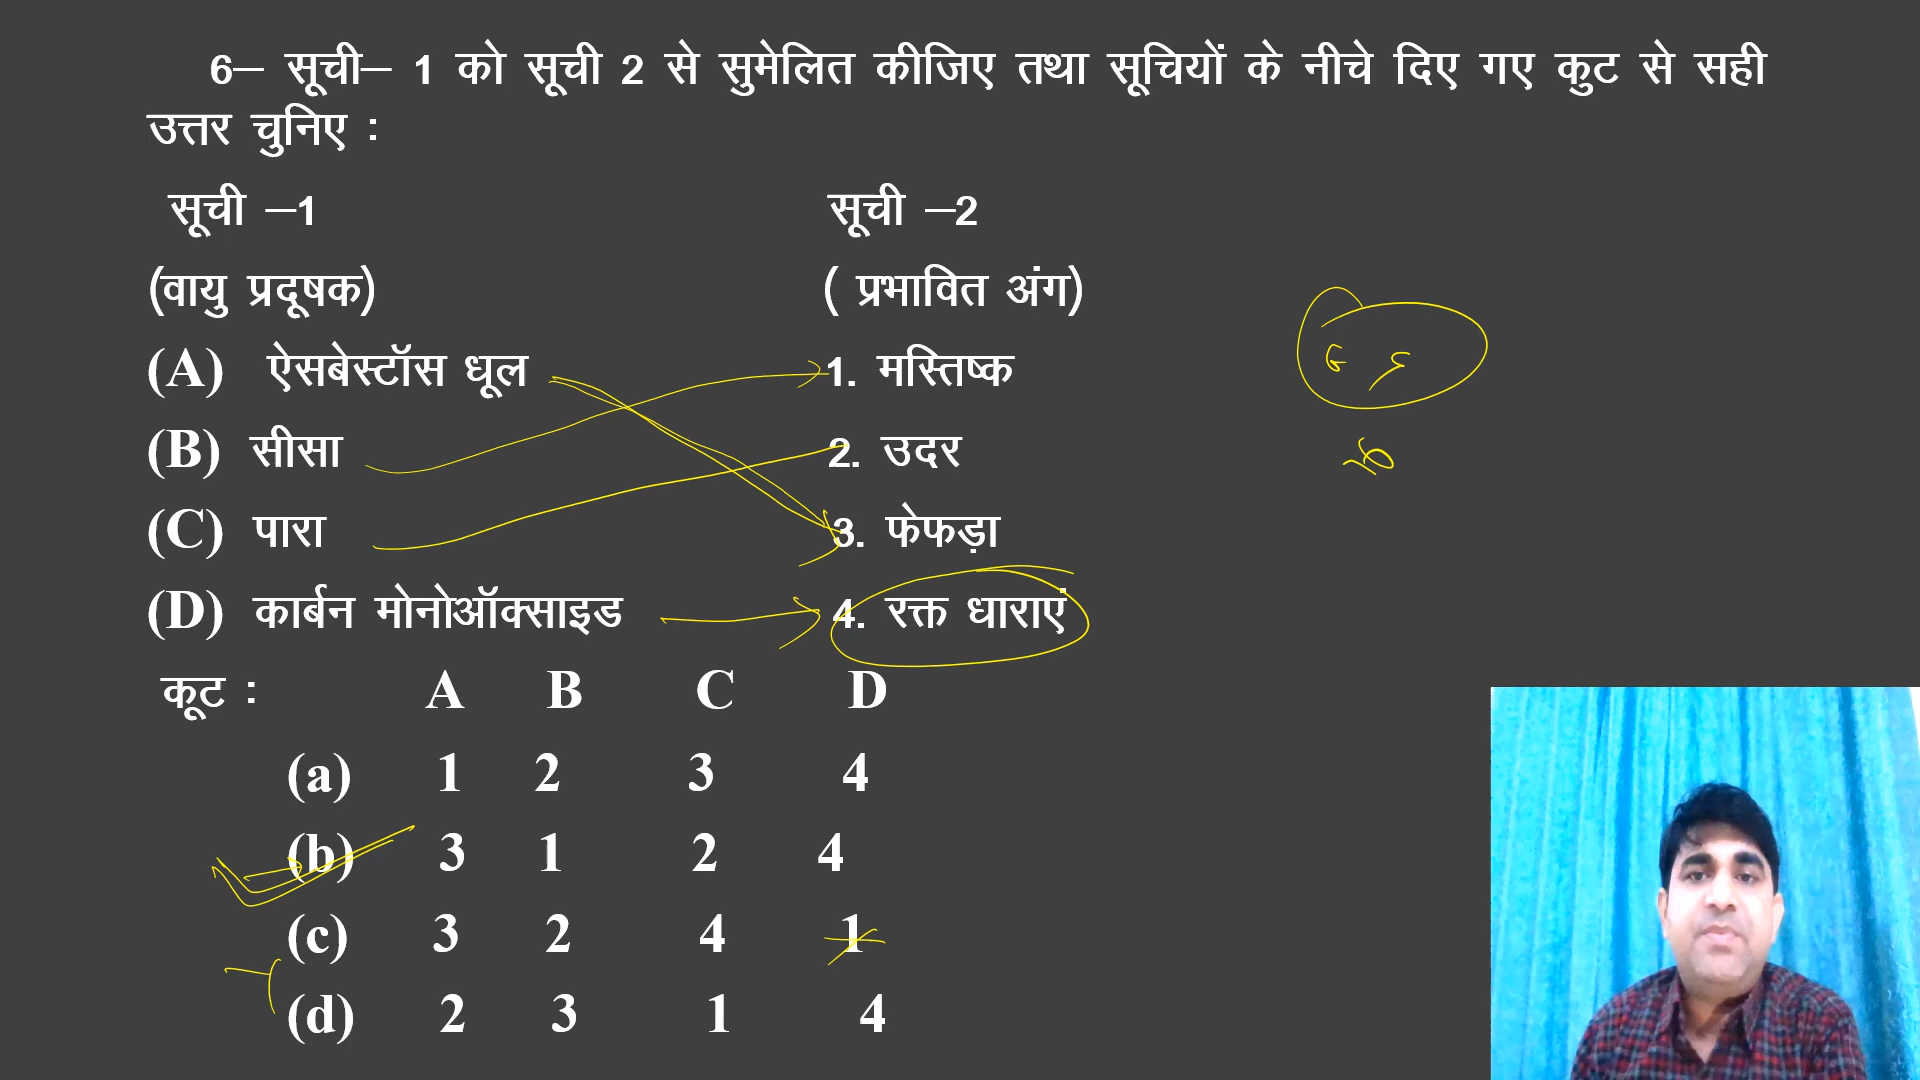 6– सूची– 1 को सूची 2 से सुमेलित कीजिए तथा सूचियों के नीचे दिए गए कुट से सही
उत्तर चुनिए :
सूची –1 सूची –2
(वायु प्रदूषक) ( प्रभावित अंग)
(A) ऐसबेस्टॉस धूल 1. मस्तिष्क
(B) सीसा 2. उदर
(C) पारा 3. फेफड़ा
(D) कार्बन मोनोऑक्साइड 4. रक्त धाराएं
कूट : A B C D
(a) 1 2 3 4
(b) 3 1 2 4
(c) 3 2 4 1
(d) 2 3 1 4